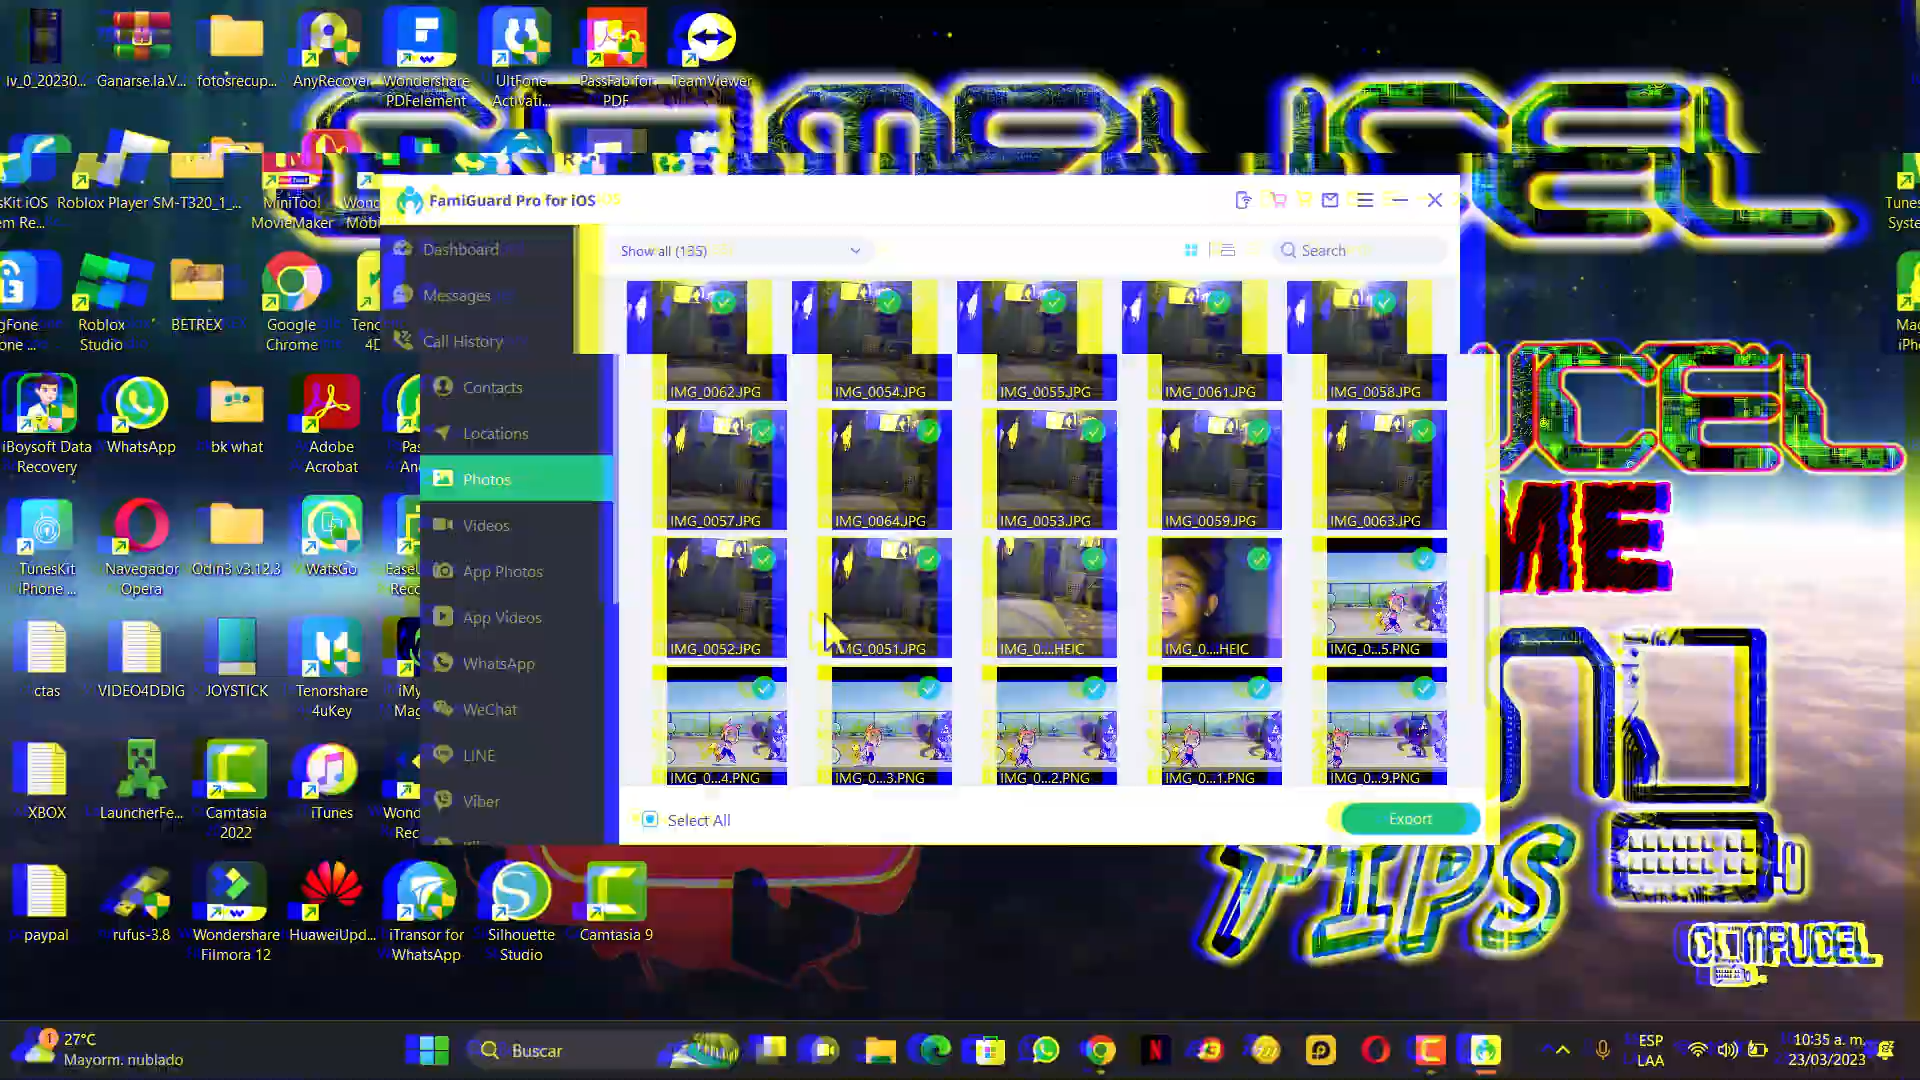 lv_0_20230...
Ganarse.la.V...
fotosrecup...
AnyRecover
Wondershare
PDFelement
UltFone
Activati...
PassFab for
PDF
TeamViewer
sKit iOS
em Re...
Roblox Player
SM-T320_1_...
MiniTool
MovieMaker
Tunes
Syste
FamiGuard Pro for iOS
Dashboard
Messages
Call History
Contacts
Locations
Photos
Videos
App Photos
App Videos
WhatsApp
WeChat
LINE
Viber
Show all (135)
Search
IMG_0062.JPG
IMG_0054.JPG
IMG_0055.JPG
IMG_0061.JPG
IMG_0058.JPG
IMG_0057.JPG
IMG_0064.JPG
IMG_0053.JPG
IMG_0059.JPG
IMG_0063.JPG
IMG_0052.JPG
IMG_0051.JPG
IMG_0....HEIC
IMG_0....HEIC
IMG_0...5.PNG
IMG_0...4.PNG
IMG_0...3.PNG
IMG_0...2.PNG
IMG_0...1.PNG
IMG_0...9.PNG
Select All
Export
Roblox
Studio
BETREX
Google
Chrome
iBoysoft Data
Recovery
WhatsApp
bk what
Adobe
Acrobat
TunesKit
iPhone ...
Navegador
Opera
Odin3 v3.12.3
WatsGo
ctas
VIDEO4DDIG
JOYSTICK
Tenorshare
4uKey
XBOX
LauncherFe...
Camtasia
2022
iTunes
paypal
rufus-3.8
Wondershare
Filmora 12
HuaweiUpd...
iTransor for
WhatsApp
Silhouette
Studio
Camtasia 9
TIPS
COMPUCEL
27°C
Mayorm. nublado
Buscar
ESP
LAA
10:35 a. m.
23/03/2023